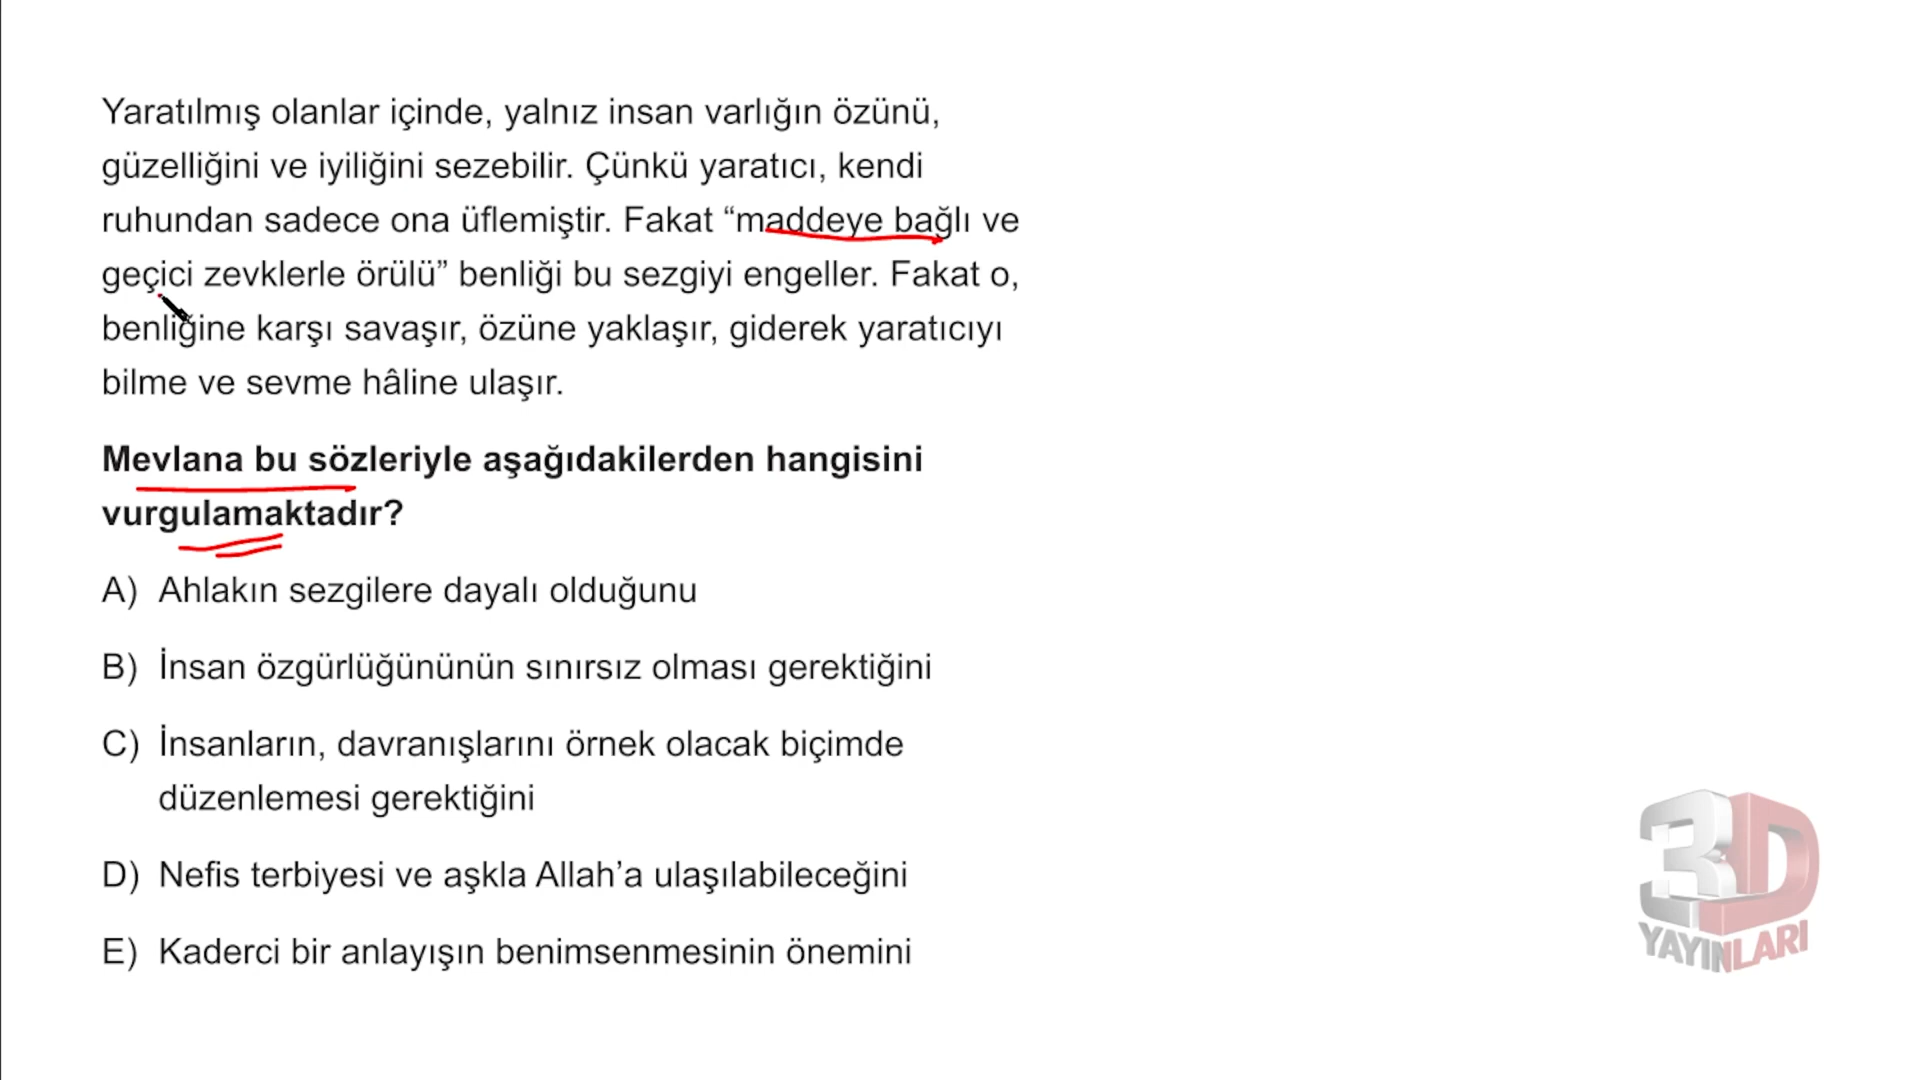 Yaratılmış olanlar içinde, yalnız insan varlığın özünü,
güzelliğini ve iyiliğini sezebilir. Çünkü yaratıcı, kendi
ruhundan sadece ona üflemiştir. Fakat “maddeye bağlı ve
geçici zevklerle örülü” benliği bu sezgiyi engeller. Fakat o,
benliğine karşı savaşır, özüne yaklaşır, giderek yaratıcıyı
bilme ve sevme hâline ulaşır.
Mevlana bu sözleriyle aşağıdakilerden hangisini
vurgulamaktadır?
A) Ahlakın sezgilere dayalı olduğunu
B) İnsan özgürlüğününün sınırsız olması gerektiğini
C) İnsanların, davranışlarını örnek olacak biçimde
düzenlemesi gerektiğini
D) Nefis terbiyesi ve aşkla Allah’a ulaşılabileceğini
E) Kaderci bir anlayışın benimsenmesinin önemini
3D
YAYINLARI